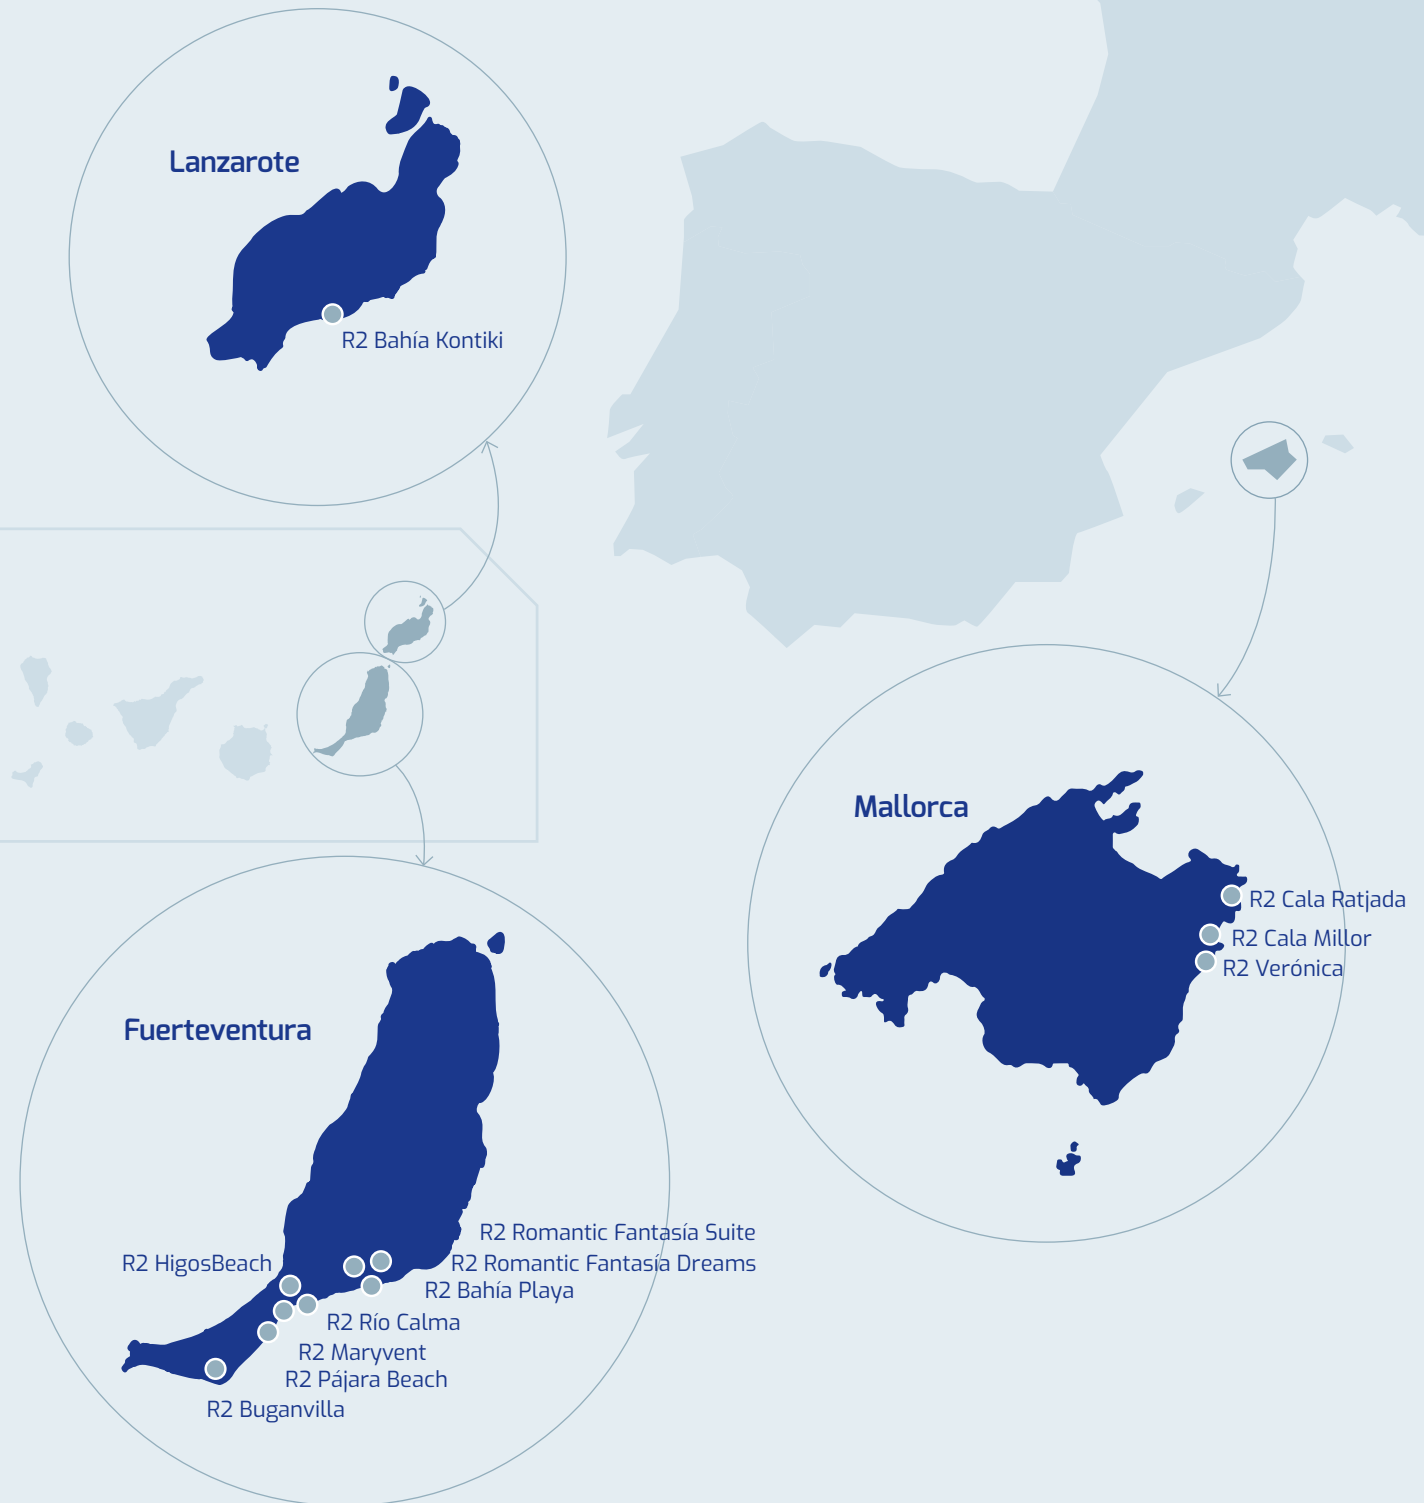 Lanzarote
R2 Bahía Kontiki
Mallorca
R2 Cala Ratjada
R2 Cala Millor
R2 Verónica
Fuerteventura
R2 Romantic Fantasía Suite
R2 HigosBeach
R2 Romantic Fantasía Dreams
R2 Bahía Playa
R2 Río Calma
R2 Maryvent
R2 Pájara Beach
R2 Buganvilla